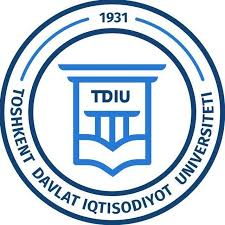 1931
TDIU
TOSHKENT DAVLAT IQTISODIYOT UNIVERSITETI